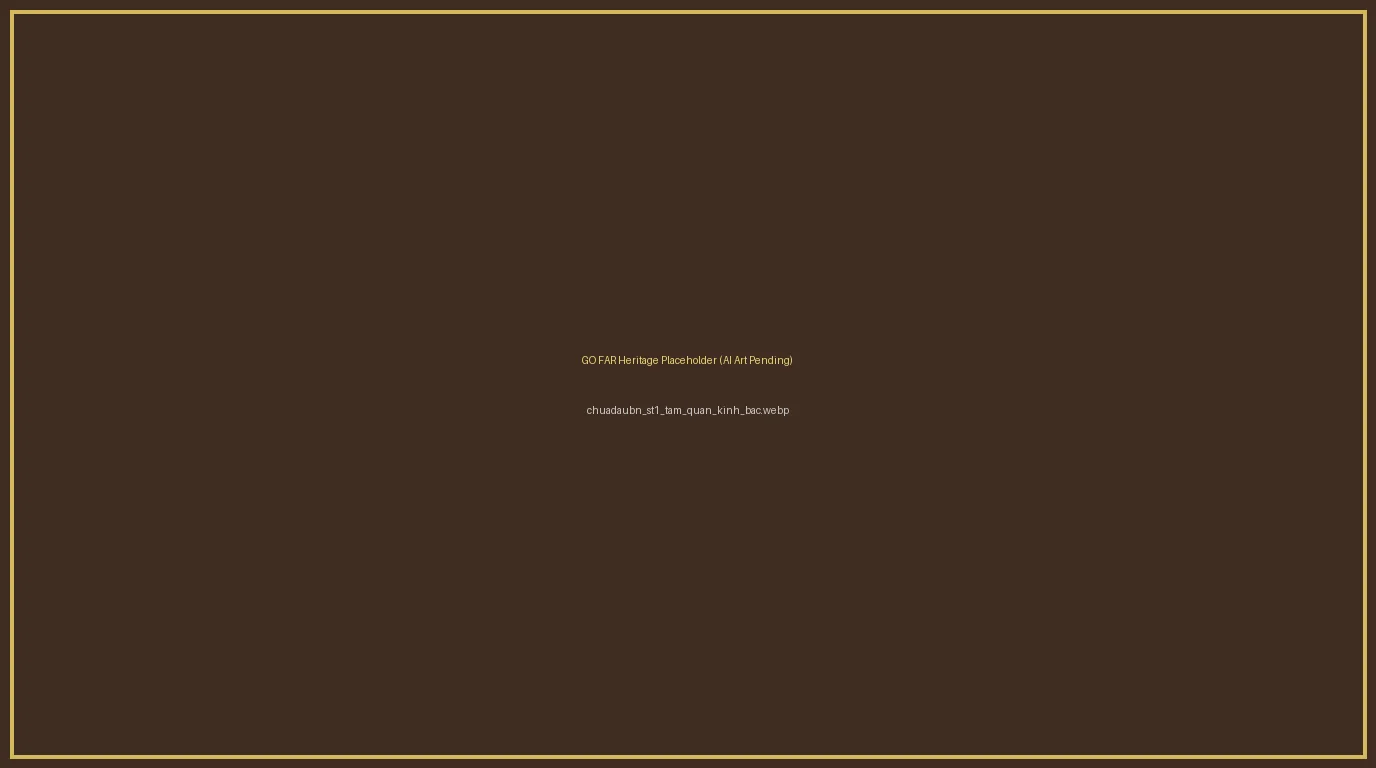 GO FAR Heritage Placeholder (AI Art Pending)
chuadaubn_st1_tam_quan_kinh_bac.webp